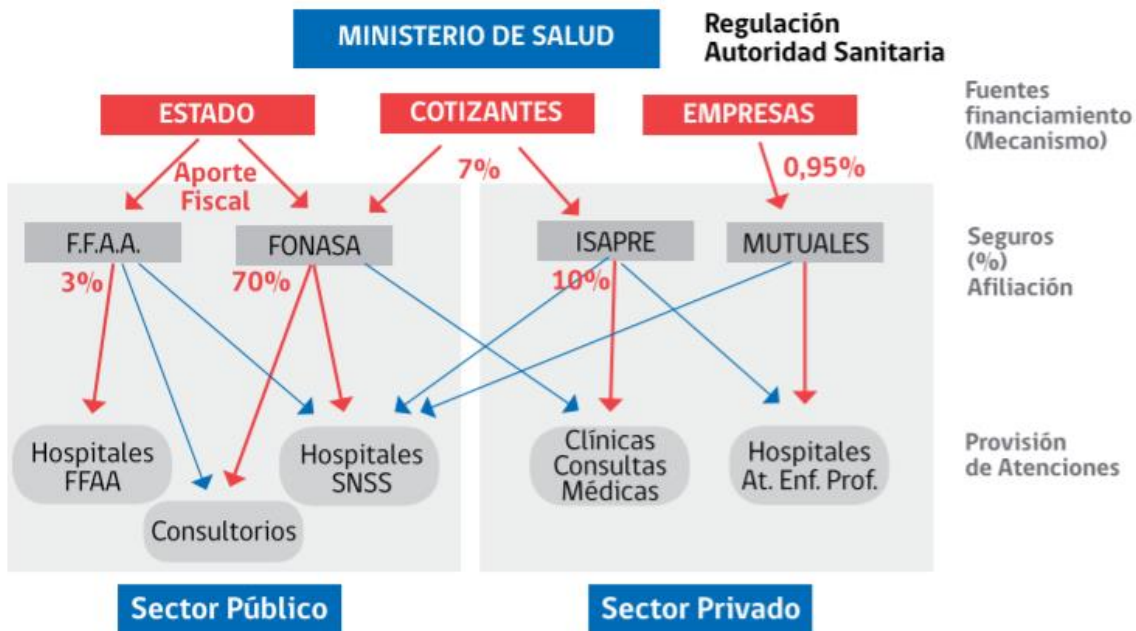 MINISTERIO DE SALUD
Regulación
Autoridad Sanitaria
ESTADO
COTIZANTES
EMPRESAS
Fuentes
financiamiento
(Mecanismo)
Aporte
Fiscal
7%
0,95%
F.F.A.A.
FONASA
ISAPRE
MUTUALES
Seguros
(%)
Afiliación
3%
70%
10%
Hospitales
FFAA
Consultorios
Hospitales
SNSS
Clínicas
Consultas
Médicas
Hospitales
At. Enf. Prof.
Provisión
de Atenciones
Sector Público
Sector Privado